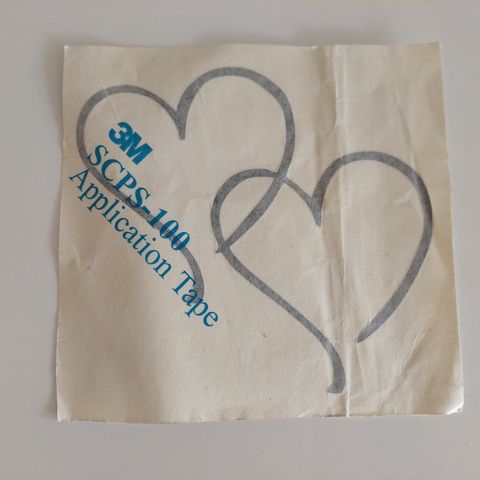 3M
SCPS-100
Application Tape